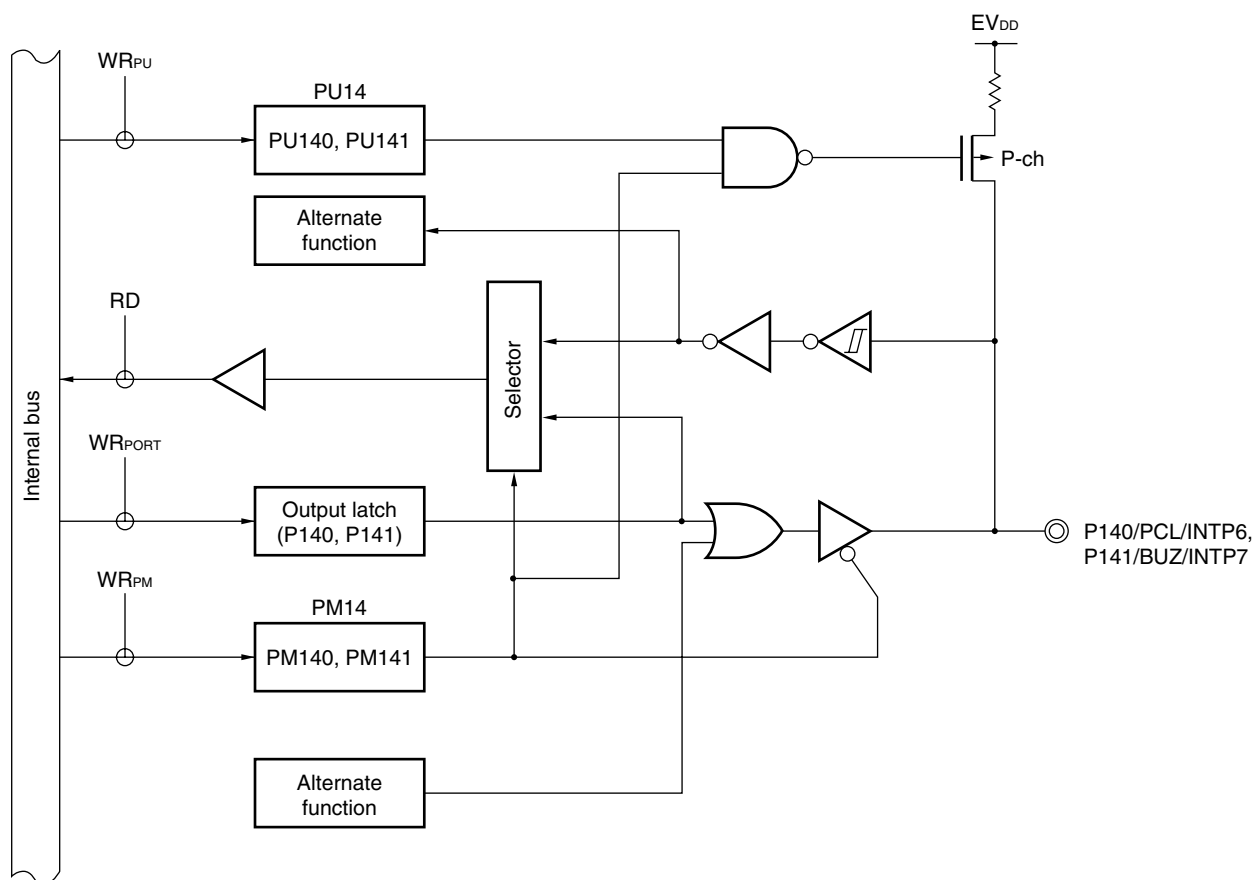 EVDD
WRPU
PU14
PU140, PU141
P-ch
Alternate
function
RD
Selector
Internal bus
WRPORT
Output latch
(P140, P141)
P140/PCL/INTP6,
P141/BUZ/INTP7
WRPM
PM14
PM140, PM141
Alternate
function